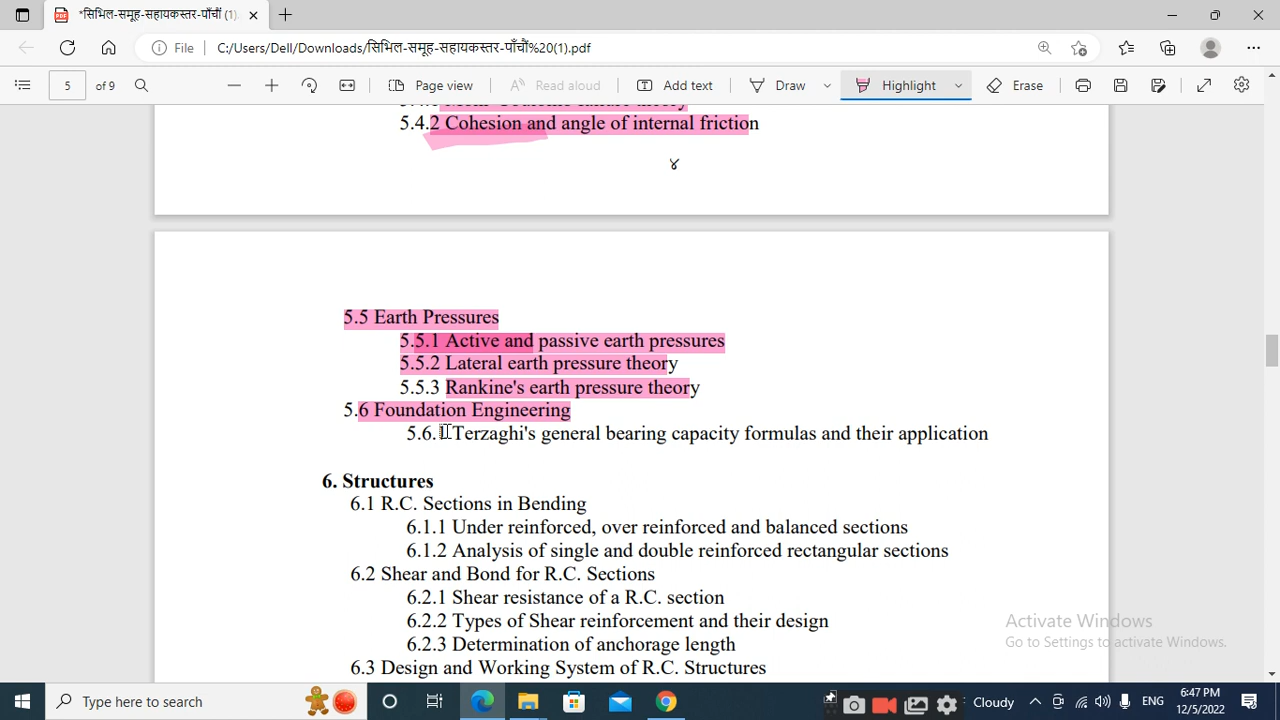 *सिभिल-समूह-सहायकस्तर-पाँचौं (1).
File C:/Users/Dell/Downloads/सिभिल-समूह-सहायकस्तर-पाँचौं%20(1).pdf
5 of 9 Page view Read aloud Add text Draw Highlight Erase
5.4.2 Cohesion and angle of internal friction
४
5.5 Earth Pressures
5.5.1 Active and passive earth pressures
5.5.2 Lateral earth pressure theory
5.5.3 Rankine's earth pressure theory
5.6 Foundation Engineering
5.6. Terzaghi's general bearing capacity formulas and their application
6. Structures
6.1 R.C. Sections in Bending
6.1.1 Under reinforced, over reinforced and balanced sections
6.1.2 Analysis of single and double reinforced rectangular sections
6.2 Shear and Bond for R.C. Sections
6.2.1 Shear resistance of a R.C. section
6.2.2 Types of Shear reinforcement and their design
6.2.3 Determination of anchorage length
6.3 Design and Working System of R.C. Structures
Activate Windows
Go to Settings to activate Windows.
Type here to search Cloudy ENG 6:47 PM
12/5/2022